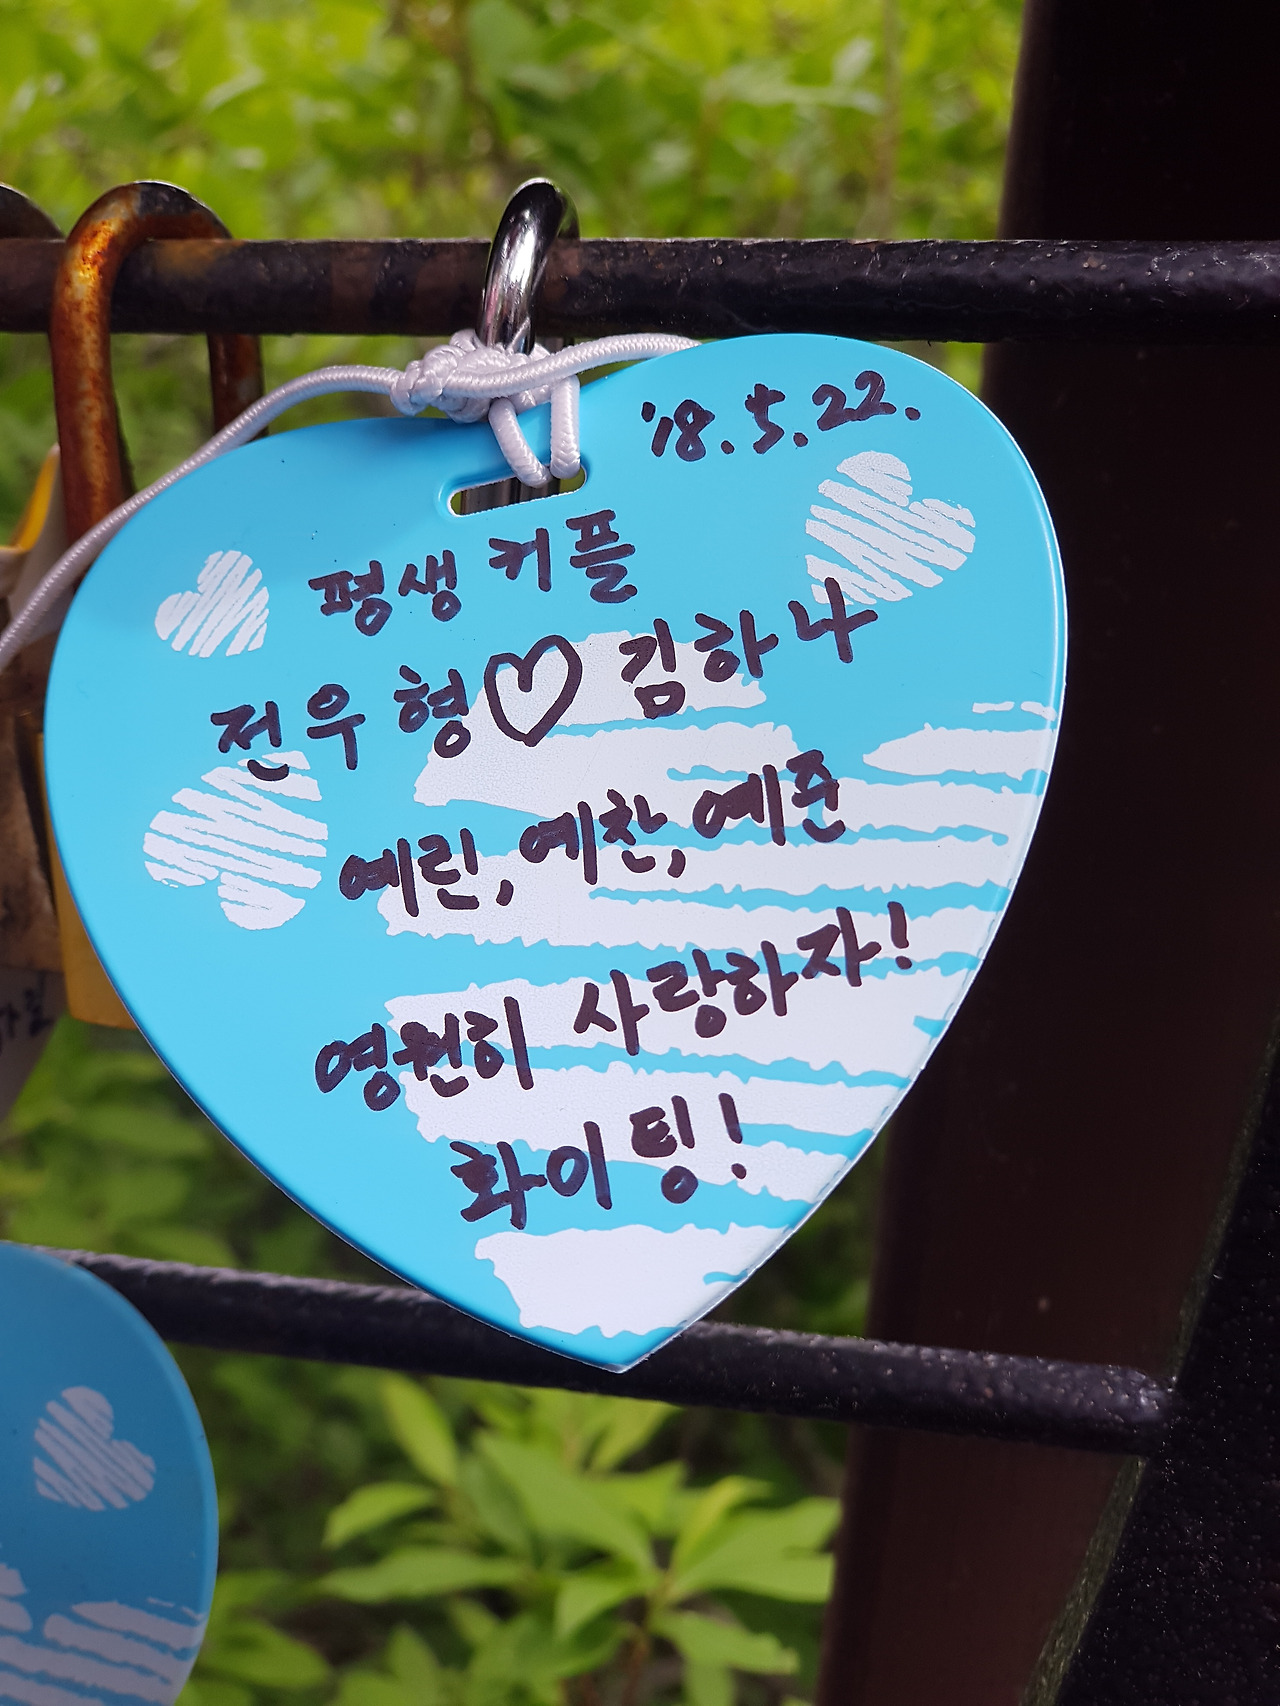 '18.5.22.
평생 커플
전우형♡김하나
예린, 예찬, 예준
영원히 사랑하자!
화이팅!